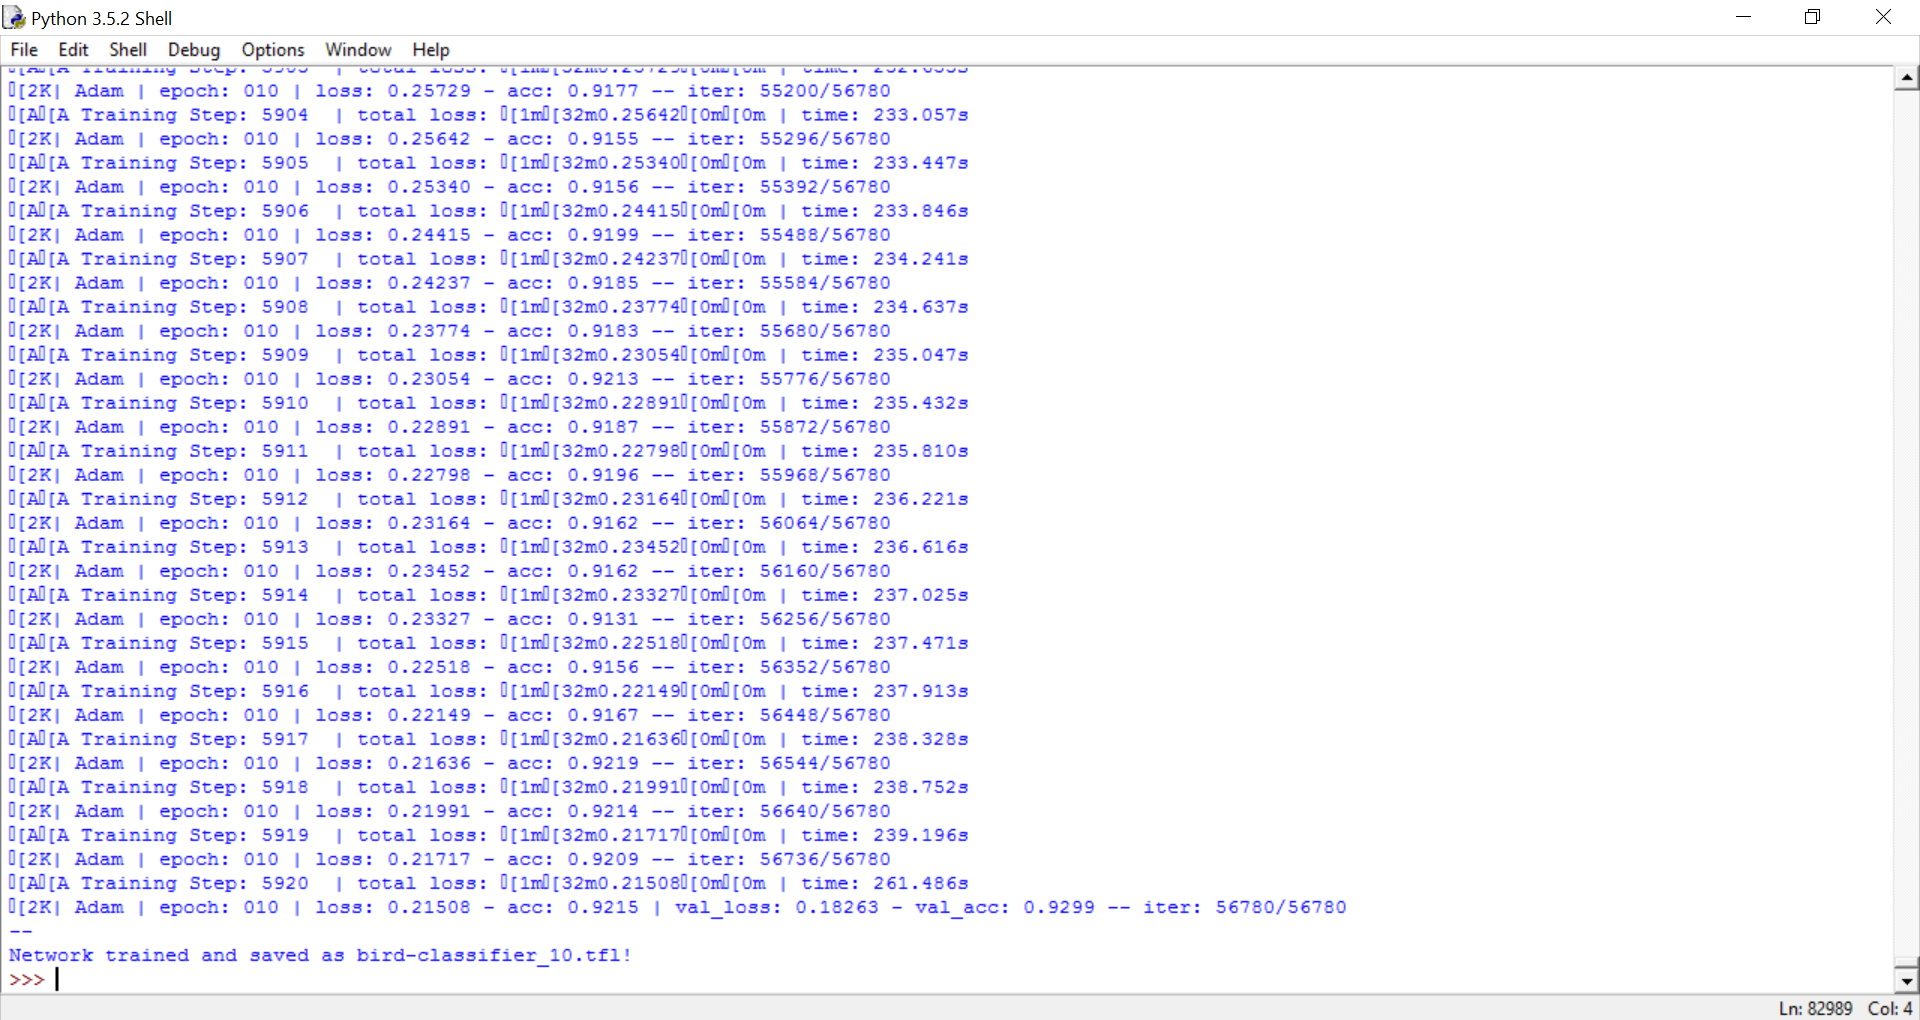 Python 3.5.2 Shell
File Edit Shell Debug Options Window Help
[2K| Adam | epoch: 010 | loss: 0.25729 - acc: 0.9177 -- iter: 55200/56780
[A[A Training Step: 5904  | total loss: [1m[32m0.25642[0m[0m | time: 233.057s
[2K| Adam | epoch: 010 | loss: 0.25642 - acc: 0.9155 -- iter: 55296/56780
[A[A Training Step: 5905  | total loss: [1m[32m0.25340[0m[0m | time: 233.447s
[2K| Adam | epoch: 010 | loss: 0.25340 - acc: 0.9156 -- iter: 55392/56780
[A[A Training Step: 5906  | total loss: [1m[32m0.24415[0m[0m | time: 233.846s
[2K| Adam | epoch: 010 | loss: 0.24415 - acc: 0.9199 -- iter: 55488/56780
[A[A Training Step: 5907  | total loss: [1m[32m0.24237[0m[0m | time: 234.241s
[2K| Adam | epoch: 010 | loss: 0.24237 - acc: 0.9185 -- iter: 55584/56780
[A[A Training Step: 5908  | total loss: [1m[32m0.23774[0m[0m | time: 234.637s
[2K| Adam | epoch: 010 | loss: 0.23774 - acc: 0.9183 -- iter: 55680/56780
[A[A Training Step: 5909  | total loss: [1m[32m0.23054[0m[0m | time: 235.047s
[2K| Adam | epoch: 010 | loss: 0.23054 - acc: 0.9213 -- iter: 55776/56780
[A[A Training Step: 5910  | total loss: [1m[32m0.22891[0m[0m | time: 235.432s
[2K| Adam | epoch: 010 | loss: 0.22891 - acc: 0.9187 -- iter: 55872/56780
[A[A Training Step: 5911  | total loss: [1m[32m0.22798[0m[0m | time: 235.810s
[2K| Adam | epoch: 010 | loss: 0.22798 - acc: 0.9196 -- iter: 55968/56780
[A[A Training Step: 5912  | total loss: [1m[32m0.23164[0m[0m | time: 236.221s
[2K| Adam | epoch: 010 | loss: 0.23164 - acc: 0.9162 -- iter: 56064/56780
[A[A Training Step: 5913  | total loss: [1m[32m0.23452[0m[0m | time: 236.616s
[2K| Adam | epoch: 010 | loss: 0.23452 - acc: 0.9162 -- iter: 56160/56780
[A[A Training Step: 5914  | total loss: [1m[32m0.23327[0m[0m | time: 237.025s
[2K| Adam | epoch: 010 | loss: 0.23327 - acc: 0.9131 -- iter: 56256/56780
[A[A Training Step: 5915  | total loss: [1m[32m0.22518[0m[0m | time: 237.471s
[2K| Adam | epoch: 010 | loss: 0.22518 - acc: 0.9156 -- iter: 56352/56780
[A[A Training Step: 5916  | total loss: [1m[32m0.22149[0m[0m | time: 237.913s
[2K| Adam | epoch: 010 | loss: 0.22149 - acc: 0.9167 -- iter: 56448/56780
[A[A Training Step: 5917  | total loss: [1m[32m0.21636[0m[0m | time: 238.328s
[2K| Adam | epoch: 010 | loss: 0.21636 - acc: 0.9219 -- iter: 56544/56780
[A[A Training Step: 5918  | total loss: [1m[32m0.21991[0m[0m | time: 238.752s
[2K| Adam | epoch: 010 | loss: 0.21991 - acc: 0.9214 -- iter: 56640/56780
[A[A Training Step: 5919  | total loss: [1m[32m0.21717[0m[0m | time: 239.196s
[2K| Adam | epoch: 010 | loss: 0.21717 - acc: 0.9209 -- iter: 56736/56780
[A[A Training Step: 5920  | total loss: [1m[32m0.21508[0m[0m | time: 261.486s
[2K| Adam | epoch: 010 | loss: 0.21508 - acc: 0.9215 | val_loss: 0.18263 - val_acc: 0.9299 -- iter: 56780/56780
--
Network trained and saved as bird-classifier_10.tfl!
>>>
Ln: 82989 Col: 4